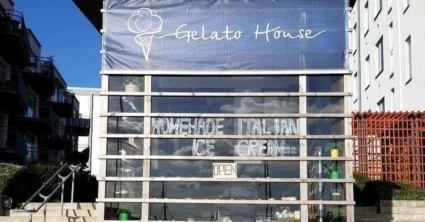 Gelato House
HOMEMADE ITALIAN
ICE CREAM
OPEN